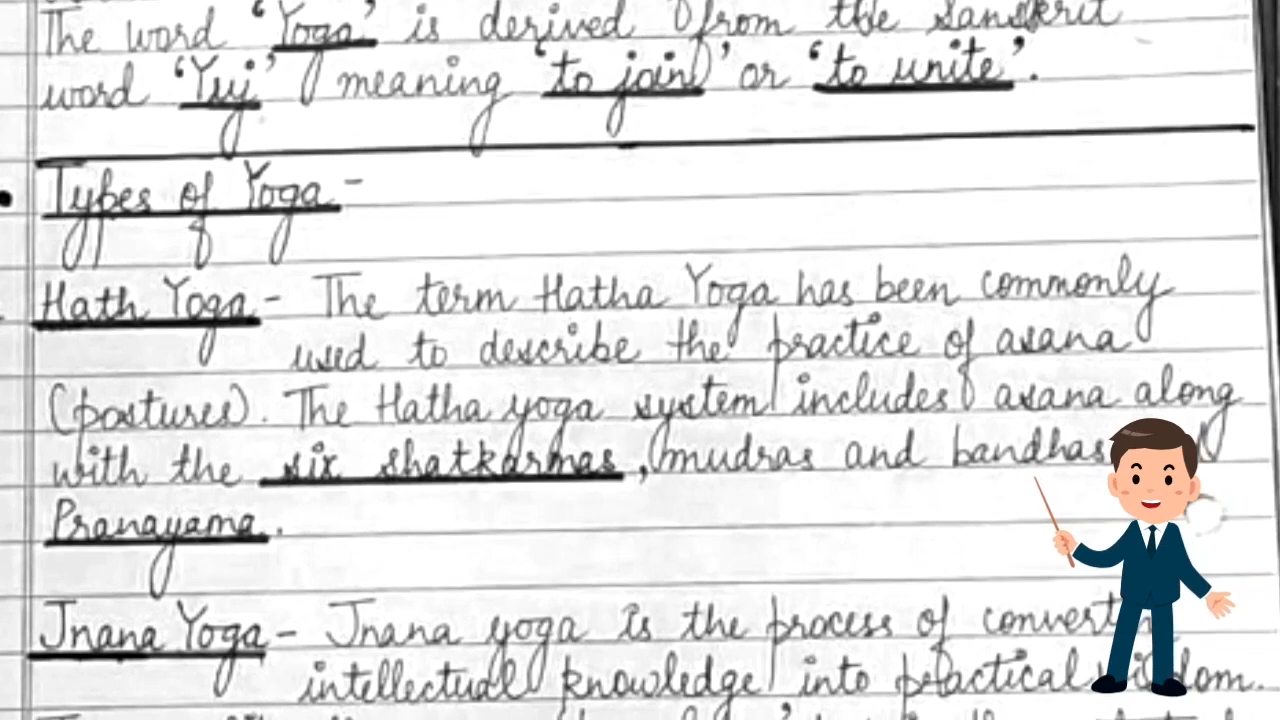 The word 'Yoga' is derived from the Sanskrit
word 'Yuj' meaning 'to join' or 'to unite'.
Types of Yoga -
Hath Yoga - The term Hatha Yoga has been commonly
used to describe the practice of asana
(postures). The Hatha yoga system includes asana along
with the six shatkarmas, mudras and bandhas
Pranayama.
Jnana Yoga - Jnana yoga is the process of
intellectual knowledge into practical